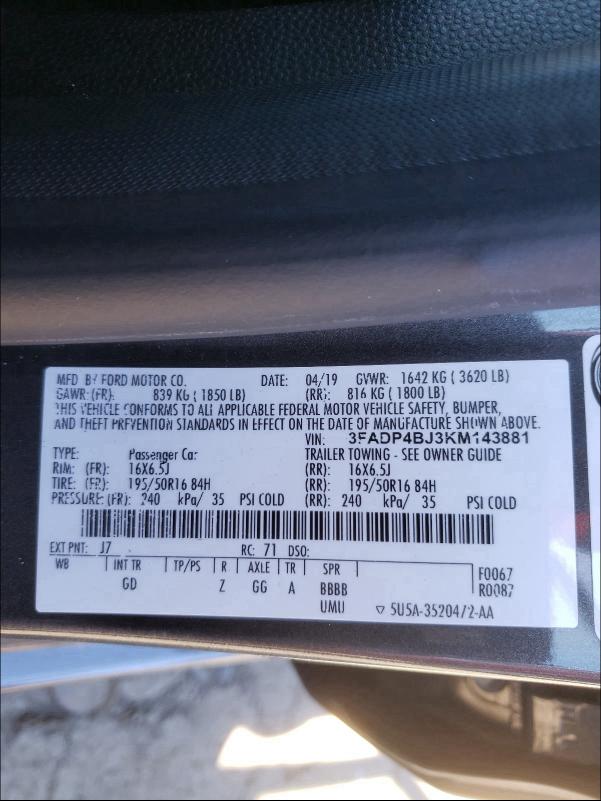 MFD BY FORD MOTOR CO. DATE: 04/19 GVWR: 1642 KG ( 3620 LB)
GAWR: (FR): 839 KG ( 1850 LB) (RR): 816 KG ( 1800 LB)
THIS VEHICLE CONFORMS TO ALL APPLICABLE FEDERAL MOTOR VEHICLE SAFETY, BUMPER,
AND THEFT PREVENTION STANDARDS IN EFFECT ON THE DATE OF MANUFACTURE SHOWN ABOVE.
VIN: 3FADP4BJ3KM143881
TYPE: Passenger Car TRAILER TOWING - SEE OWNER GUIDE
RIM: (FR): 16X6.5J (RR): 16X6.5J
TIRE: (FR): 195/50R16 84H (RR): 195/50R16 84H
PRESSURE: (FR): 240 kPa/ 35 PSI COLD (RR): 240 kPa/ 35 PSI COLD
EXT PNT: J7 RC: 71 DSO:
WB INT TR TP/PS R AXLE TR SPR F0067
GD Z GG A BBBB R0087
UMU ▽ 5U5A-3520472-AA